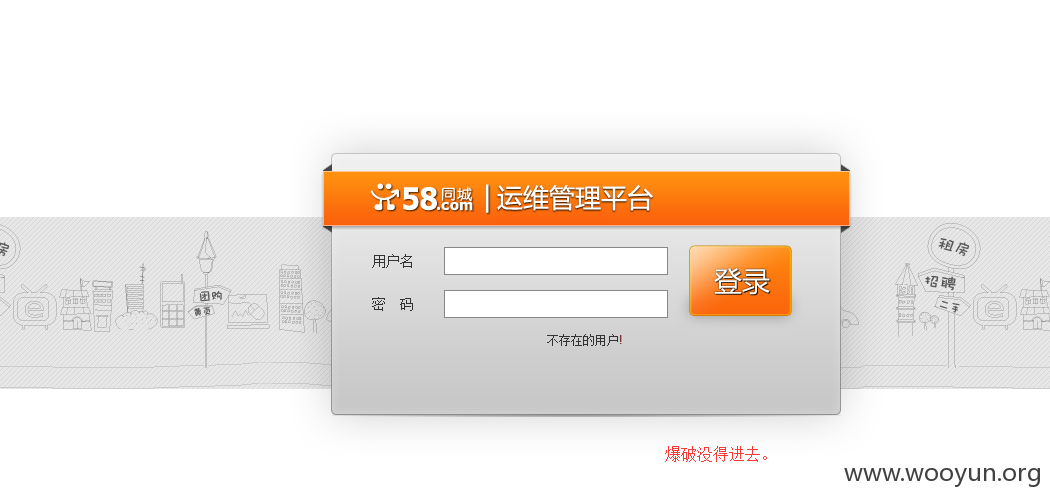 58同城.com | 运维管理平台
用户名
密 码
登录
不存在的用户!
房
团购
黄页
租房
招聘
二手
爆破没得进去。
www.wooyun.org